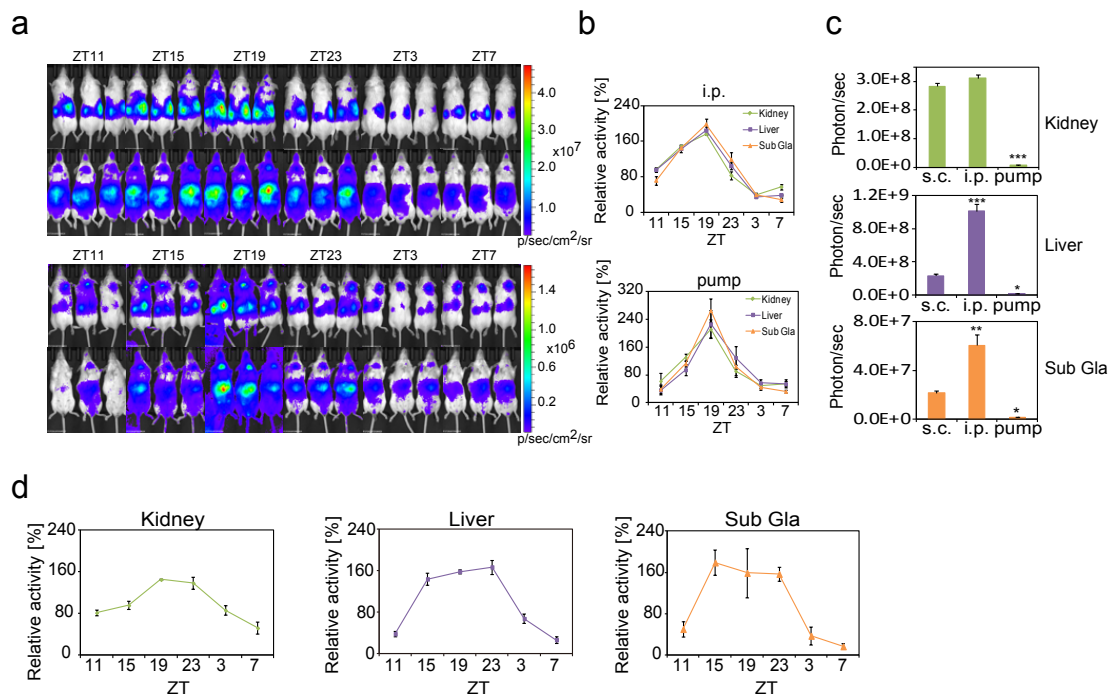 a
ZT11 ZT15 ZT19 ZT23 ZT3 ZT7
4.0
3.0
x10⁷
2.0
1.0
p/sec/cm²/sr
ZT11 ZT15 ZT19 ZT23 ZT3 ZT7
1.4
1.0
x10⁶
0.6
0.2
p/sec/cm²/sr
b
i.p.
Relative activity [%]
240
160
80
0
Kidney
Liver
Sub Gla
11 15 19 23 3 7
ZT
pump
Relative activity [%]
320
240
160
80
0
Kidney
Liver
Sub Gla
11 15 19 23 3 7
ZT
c
Photon/sec
3.0E+8
2.0E+8
1.0E+8
0.0E+0
***
s.c. i.p. pump
Kidney
Photon/sec
1.2E+9
8.0E+8
4.0E+8
0.0E+0
***
*
s.c. i.p. pump
Liver
Photon/sec
8.0E+7
4.0E+7
0.0E+0
**
*
s.c. i.p. pump
Sub Gla
d
Kidney
Relative activity [%]
240
160
80
0
11 15 19 23 3 7
ZT
Liver
Relative activity [%]
240
160
80
0
11 15 19 23 3 7
ZT
Sub Gla
Relative activity [%]
240
160
80
0
11 15 19 23 3 7
ZT